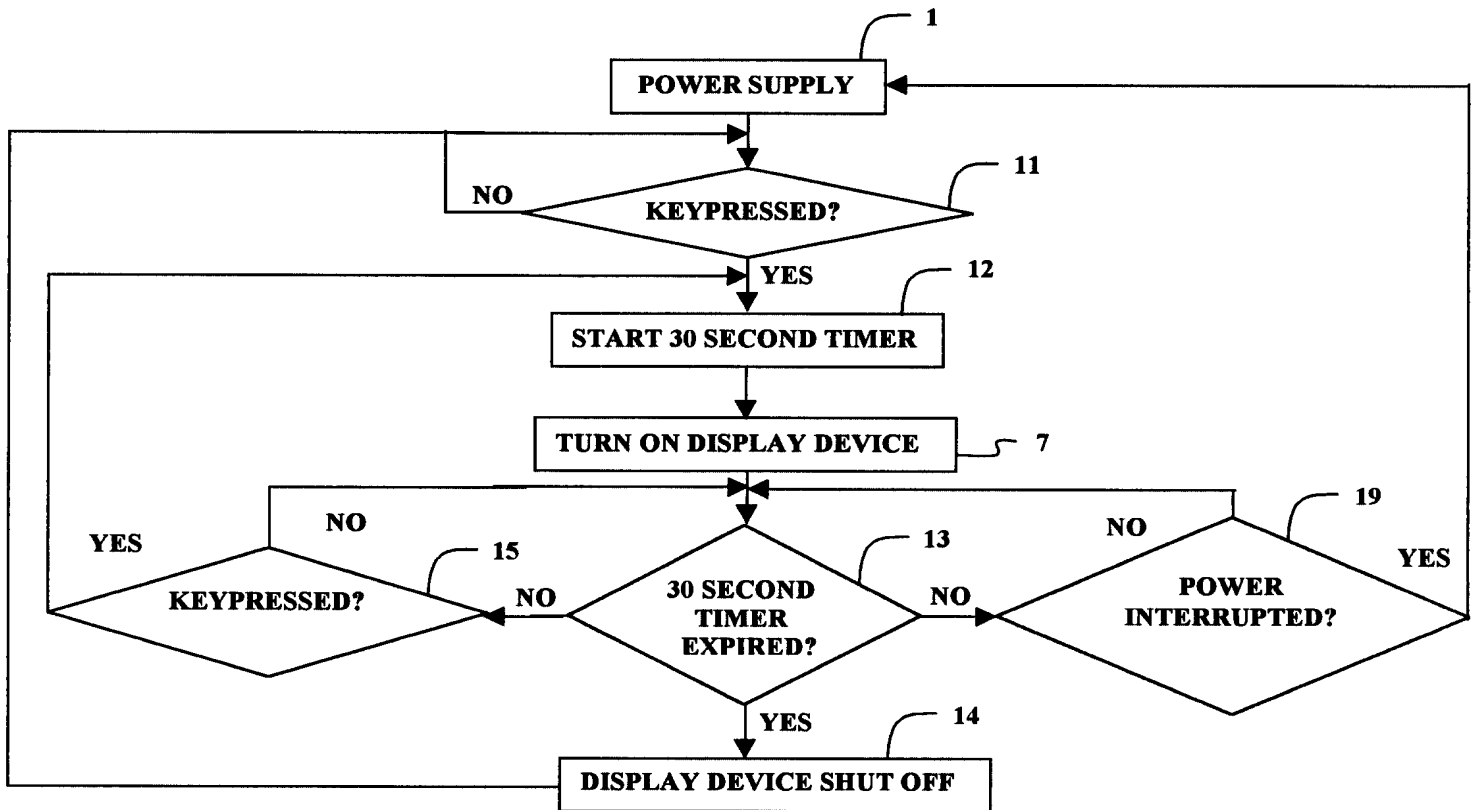 1
POWER SUPPLY
11
NO
KEYPRESSED?
YES
12
START 30 SECOND TIMER
TURN ON DISPLAY DEVICE
7
19
NO
NO
YES
13
YES
15
30 SECOND
TIMER
EXPIRED?
KEYPRESSED?
NO
NO
POWER
INTERRUPTED?
YES
14
DISPLAY DEVICE SHUT OFF